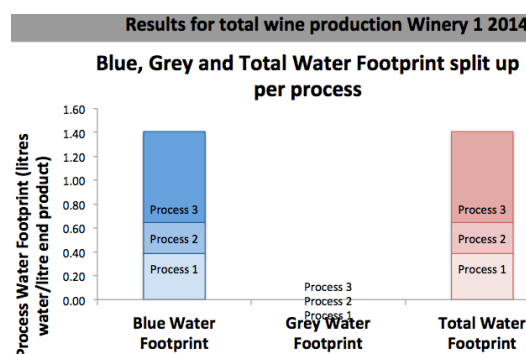 Results for total wine production Winery 1 2014
Blue, Grey and Total Water Footprint split up
per process
Process Water Footprint (litres
water/litre end product)
1.60
1.40
1.20
1.00
0.80
0.60
0.40
0.20
0.00
Process 3
Process 2
Process 1
Process 3
Process 2
Process 1
Process 3
Process 2
Process 1
Blue Water
Footprint
Grey Water
Footprint
Total Water
Footprint